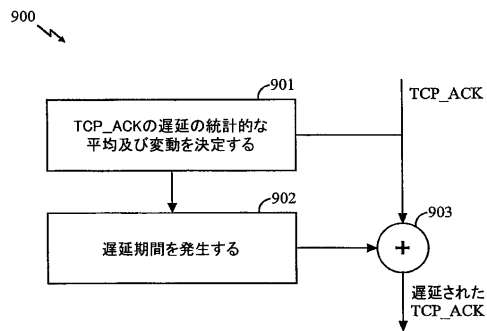 900
901
TCP_ACK
TCP_ACKの遅延の統計的な
平均及び変動を決定する
902
903
遅延期間を発生する
+
遅延された
TCP_ACK